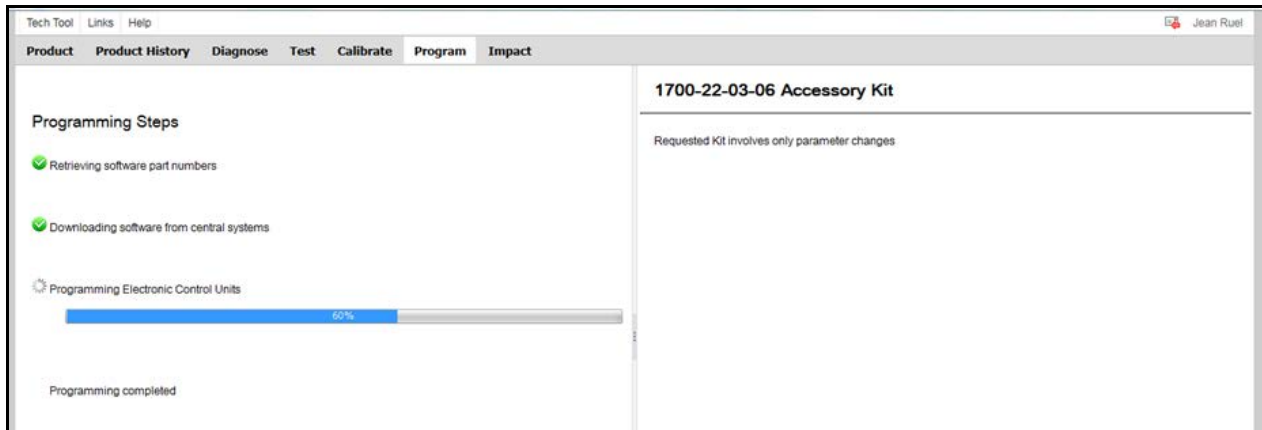 Tech Tool Links Help
Jean Ruel
Product Product History Diagnose Test Calibrate Program Impact
Programming Steps
Retrieving software part numbers
Downloading software from central systems
Programming Electronic Control Units
60%
Programming completed
1700-22-03-06 Accessory Kit
Requested Kit involves only parameter changes